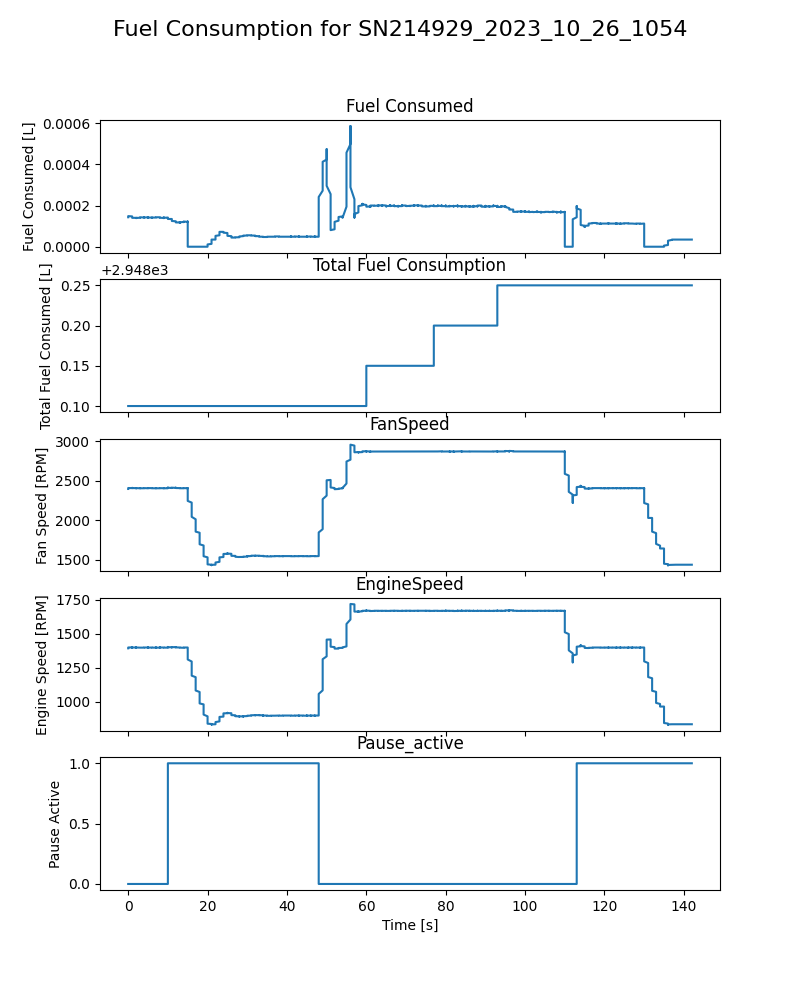 Fuel Consumption for SN214929_2023_10_26_1054
Fuel Consumed
Fuel Consumed [L]
0.0006
0.0004
0.0002
0.0000
Total Fuel Consumption
+2.948e3
Total Fuel Consumed [L]
0.25
0.20
0.15
0.10
FanSpeed
Fan Speed [RPM]
3000
2500
2000
1500
EngineSpeed
Engine Speed [RPM]
1750
1500
1250
1000
Pause_active
Pause Active
1.0
0.5
0.0
0 20 40 60 80 100 120 140
Time [s]